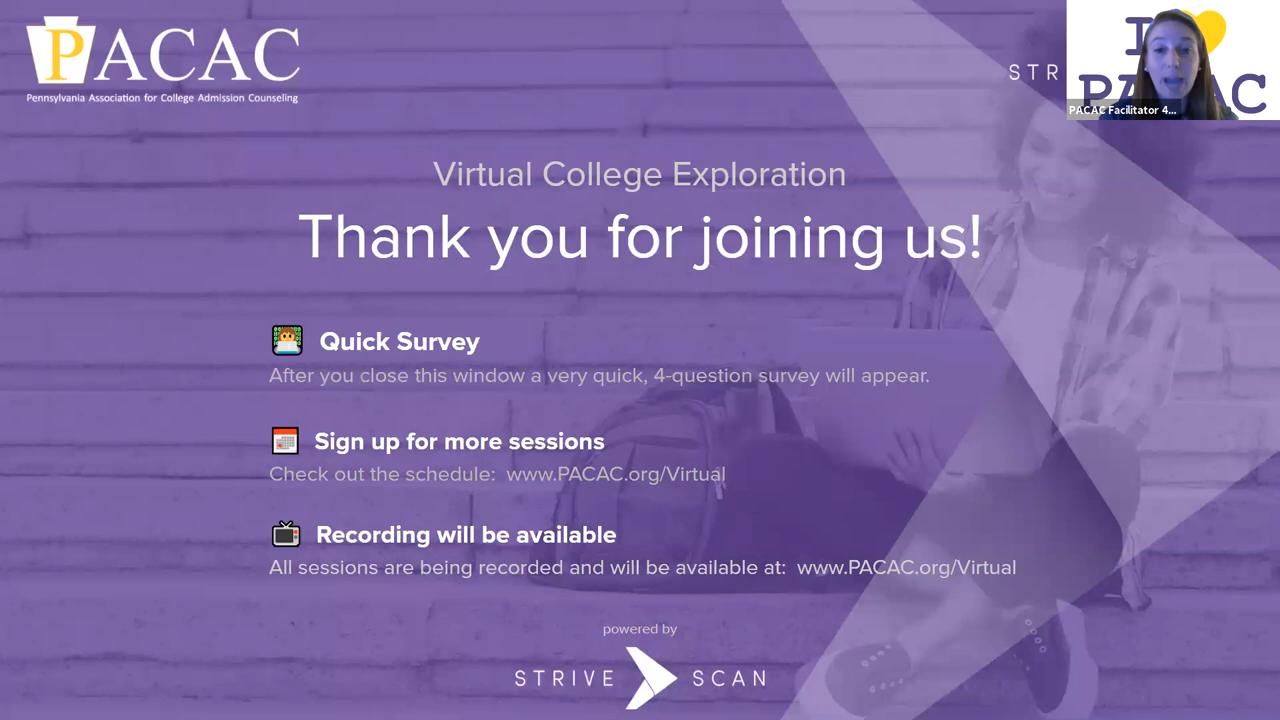 PACAC
Pennsylvania Association for College Admission Counseling
STR
I
PACAC
PACAC Facilitator 4...
Virtual College Exploration
Thank you for joining us!
Quick Survey
After you close this window a very quick, 4-question survey will appear.
Sign up for more sessions
Check out the schedule: www.PACAC.org/Virtual
Recording will be available
All sessions are being recorded and will be available at: www.PACAC.org/Virtual
powered by
STRIVE SCAN